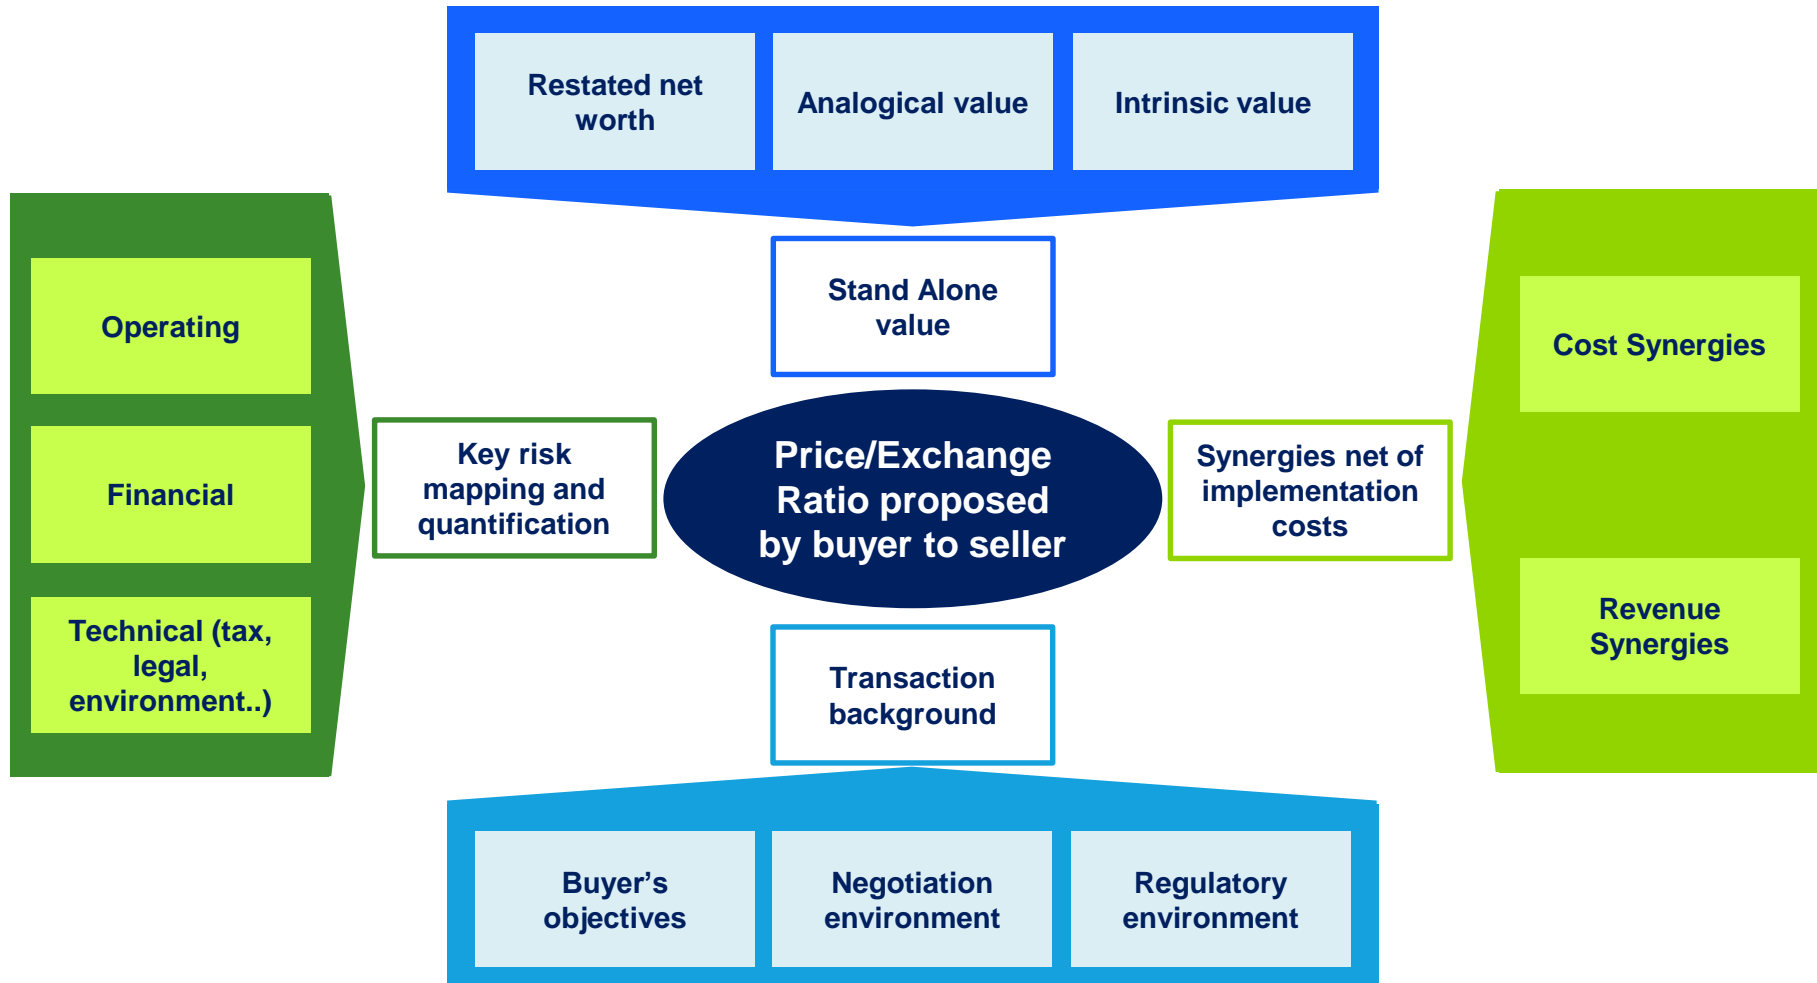 Restated net
worth
Analogical value
Intrinsic value
Stand Alone
value
Operating
Financial
Technical (tax,
legal,
environment..)
Key risk
mapping and
quantification
Price/Exchange
Ratio proposed
by buyer to seller
Synergies net of
implementation
costs
Cost Synergies
Revenue
Synergies
Transaction
background
Buyer’s
objectives
Negotiation
environment
Regulatory
environment